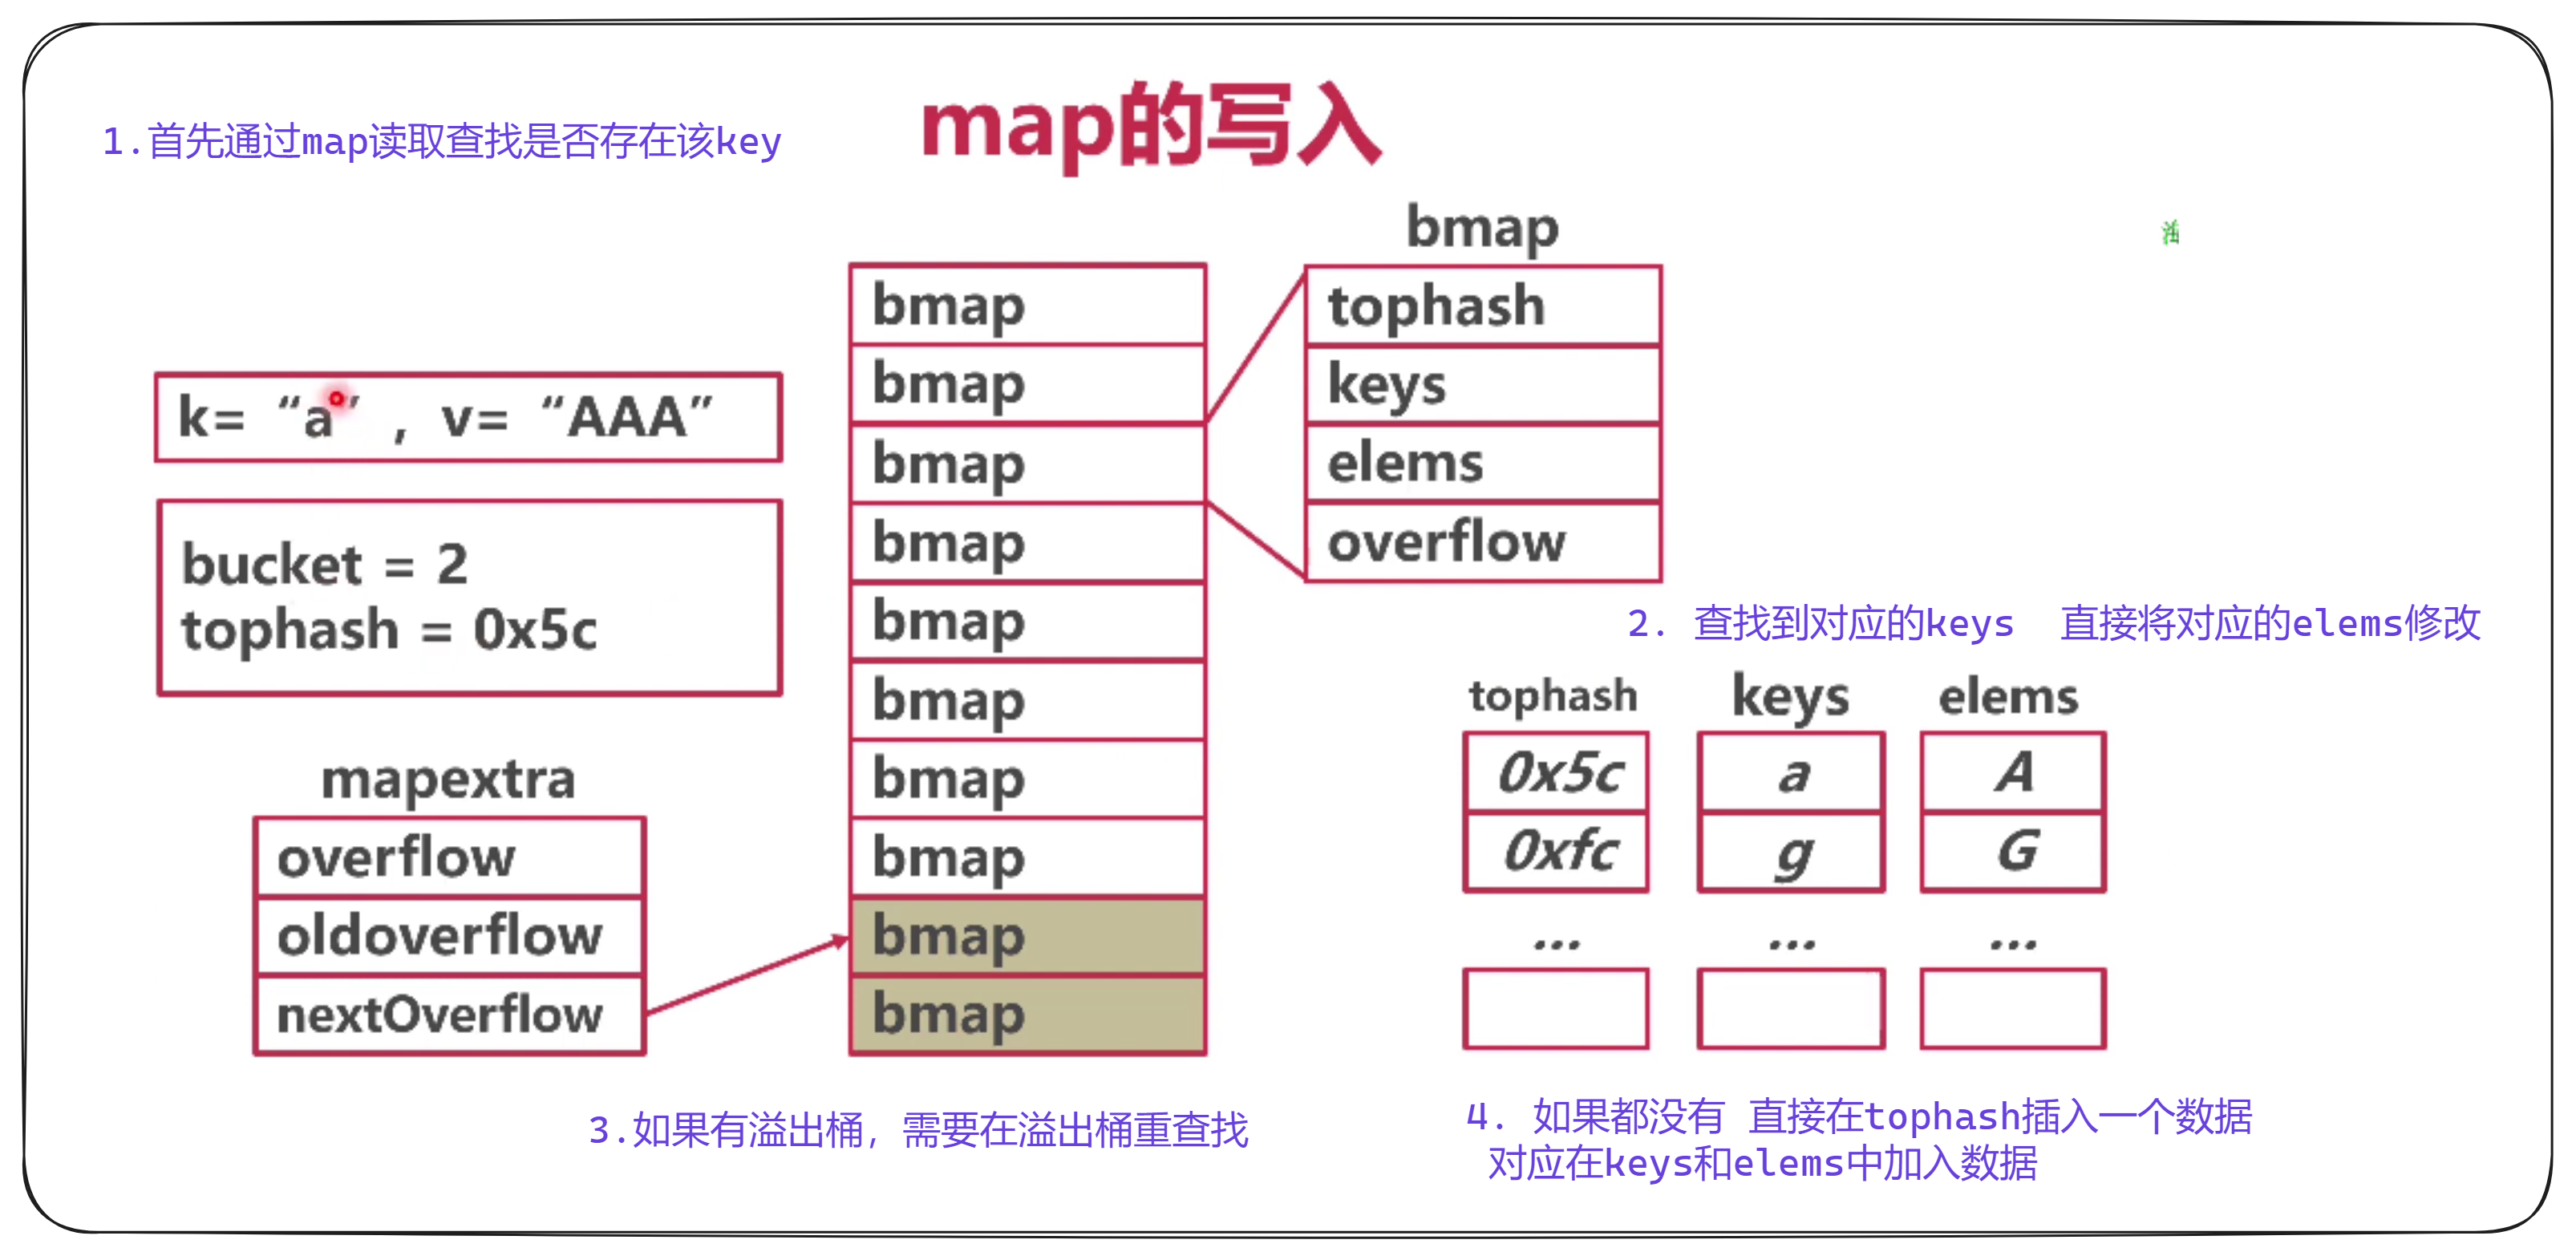 map的写入
1.首先通过map读取查找是否存在该key
k= “a” , v= “AAA”
bucket = 2
tophash = 0x5c
mapextra
overflow
oldoverflow
nextOverflow
bmap
bmap
bmap
bmap
bmap
bmap
bmap
bmap
bmap
bmap
bmap
tophash
keys
elems
overflow
2. 查找到对应的keys 直接将对应的elems修改
tophash keys elems
0x5c a A
0xfc g G
... ... ...
3.如果有溢出桶，需要在溢出桶重查找
4. 如果都没有 直接在tophash插入一个数据
对应在keys和elems中加入数据